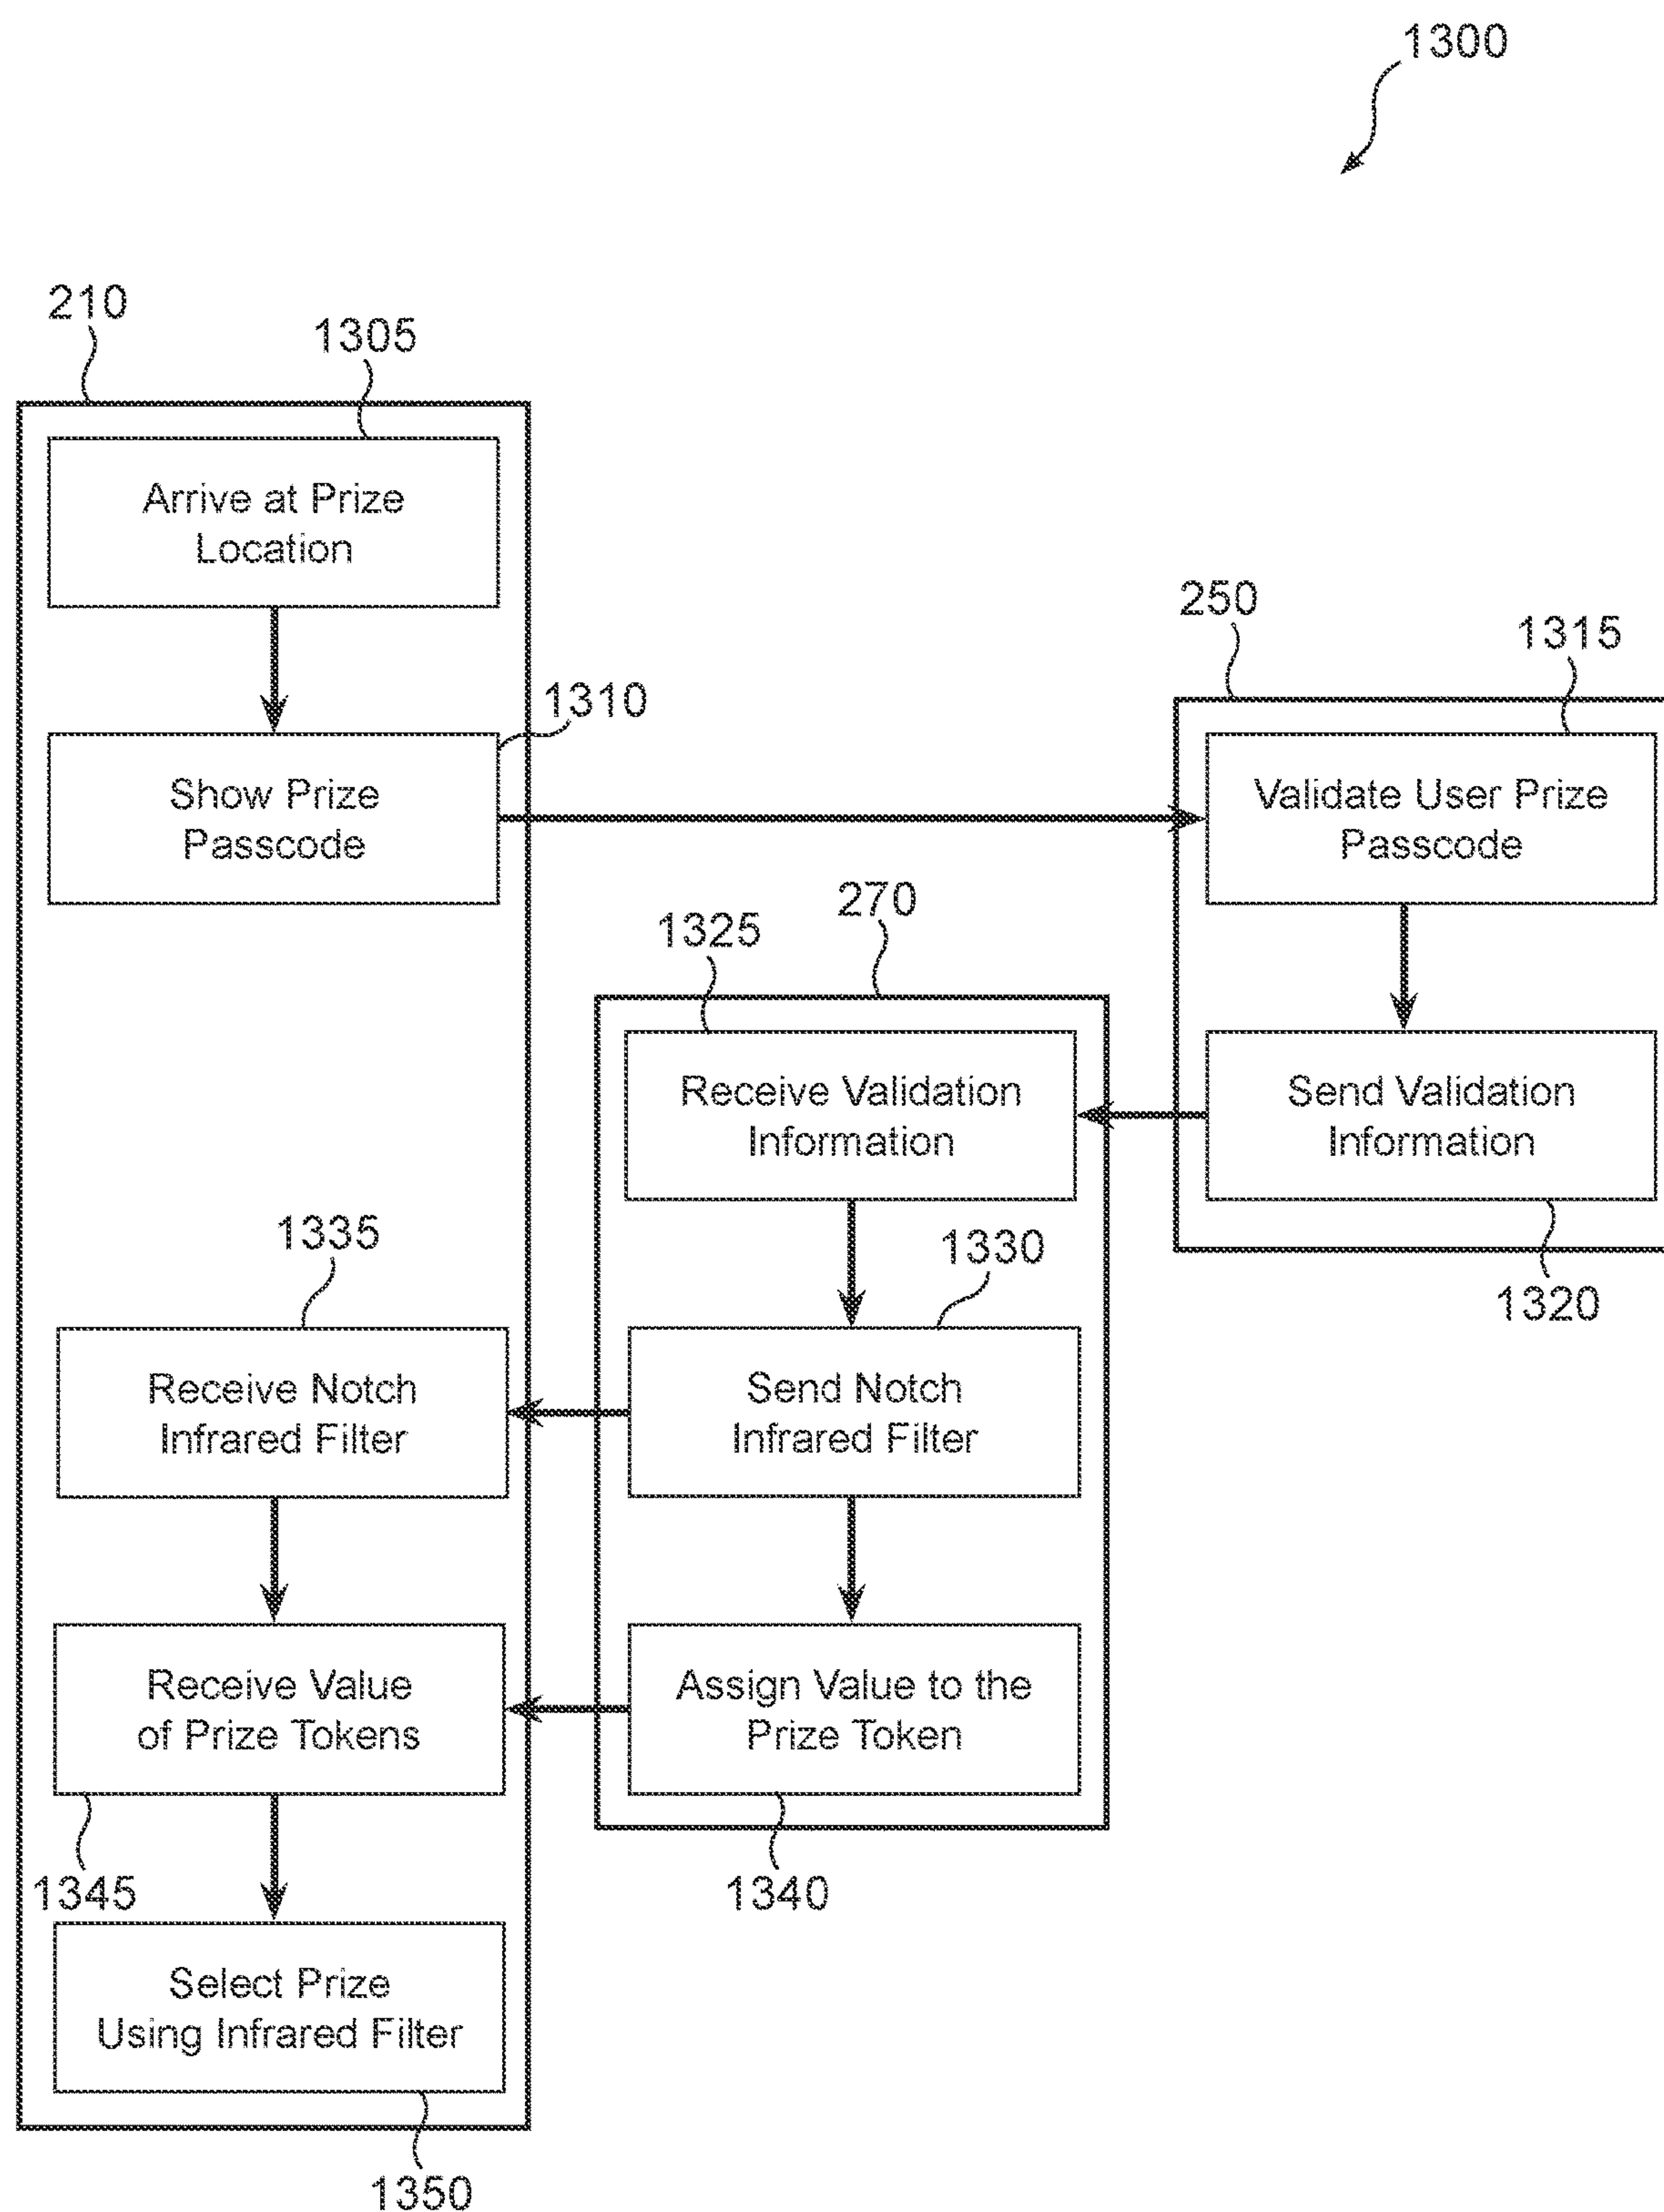 1300
210
1305
Arrive at Prize
Location
250
1315
1310
Show Prize
Passcode
Validate User Prize
Passcode
270
1325
Receive Validation
Information
Send Validation
Information
1335
1330
1320
Receive Notch
Infrared Filter
Send Notch
Infrared Filter
Receive Value
of Prize Tokens
Assign Value to the
Prize Token
1345
1340
Select Prize
Using Infrared Filter
1350